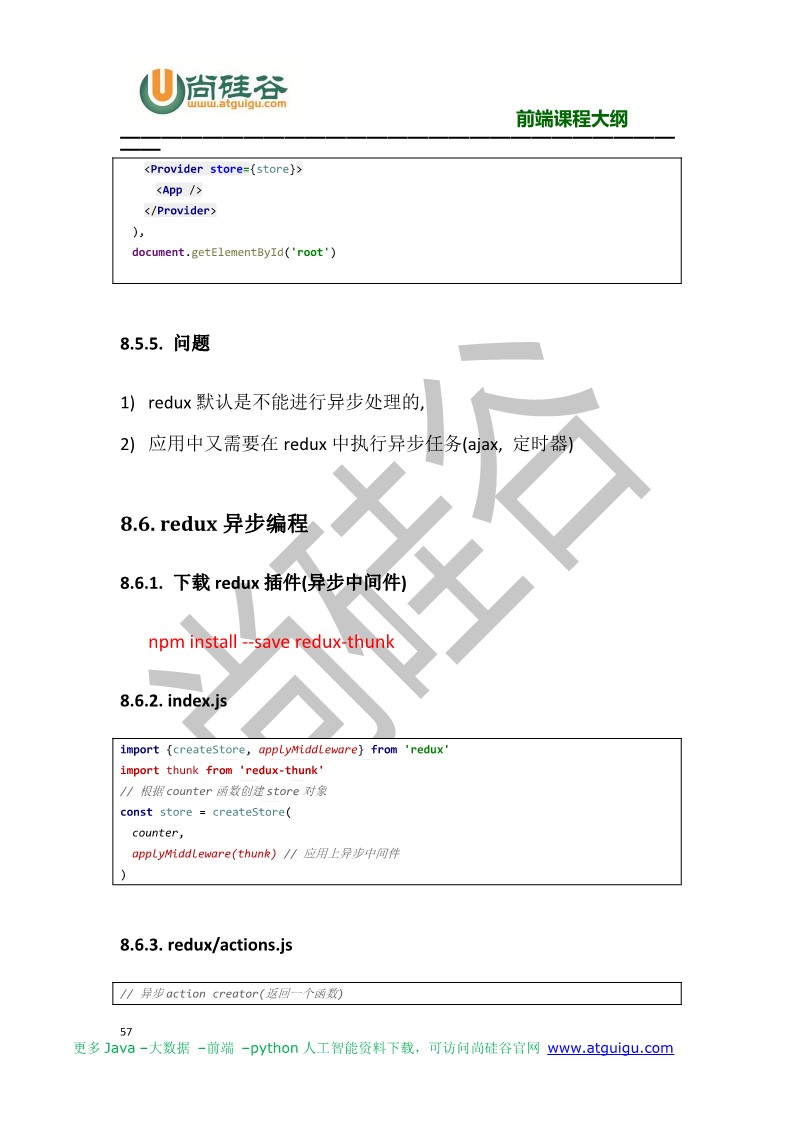 尚硅谷
www.atguigu.com
前端课程大纲
<Provider store={store}>
<App />
</Provider>
),
document.getElementById('root')
8.5.5. 问题
1) redux 默认是不能进行异步处理的,
2) 应用中又需要在 redux 中执行异步任务(ajax, 定时器)
8.6. redux 异步编程
8.6.1. 下载 redux 插件(异步中间件)
npm install --save redux-thunk
8.6.2. index.js
import {createStore, applyMiddleware} from 'redux'
import thunk from 'redux-thunk'
// 根据 counter 函数创建 store 对象
const store = createStore(
counter,
applyMiddleware(thunk) // 应用上异步中间件
)
8.6.3. redux/actions.js
// 异步 action creator(返回一个函数)
57
更多 Java –大数据 –前端 –python 人工智能资料下载，可访问尚硅谷官网 www.atguigu.com
尚硅谷